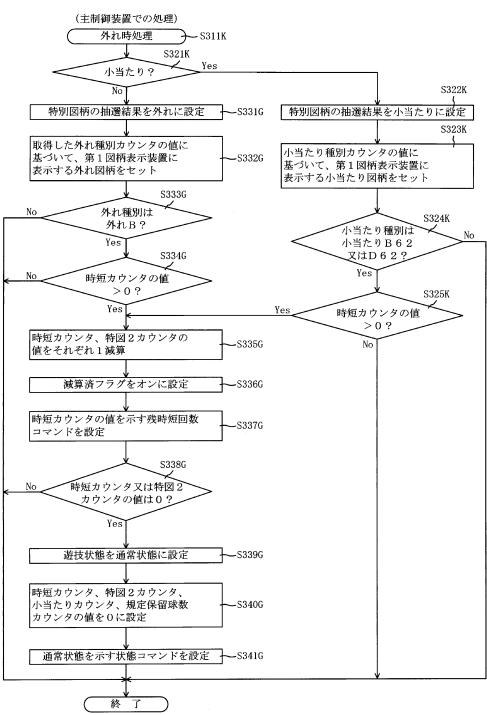 (主制御装置での処理)
外れ時処理
S311K
S321K
小当たり？
Yes
No
特別図柄の抽選結果を外れに設定
S331G
取得した外れ種別カウンタの値に
基づいて、第１図柄表示装置に
表示する外れ図柄をセット
S332G
S322K
特別図柄の抽選結果を小当たりに設定
S323K
小当たり種別カウンタの値に
基づいて、第１図柄表示装置に
表示する小当たり図柄をセット
S333G
外れ種別は
外れＢ？
No
Yes
S324K
小当たり種別は
小当たりＢ６２
又はＤ６２？
No
Yes
S334G
時短カウンタの値
＞０？
No
Yes
S325K
時短カウンタの値
＞０？
Yes
No
時短カウンタ、特図２カウンタの
値をそれぞれ１減算
S335G
減算済フラグをオンに設定
S336G
時短カウンタの値を示す残時短回数
コマンドを設定
S337G
S338G
時短カウンタ又は特図２
カウンタの値は０？
No
Yes
遊技状態を通常状態に設定
S339G
時短カウンタ、特図２カウンタ、
小当たりカウンタ、規定保留球数
カウンタの値を０に設定
S340G
通常状態を示す状態コマンドを設定
S341G
終 了